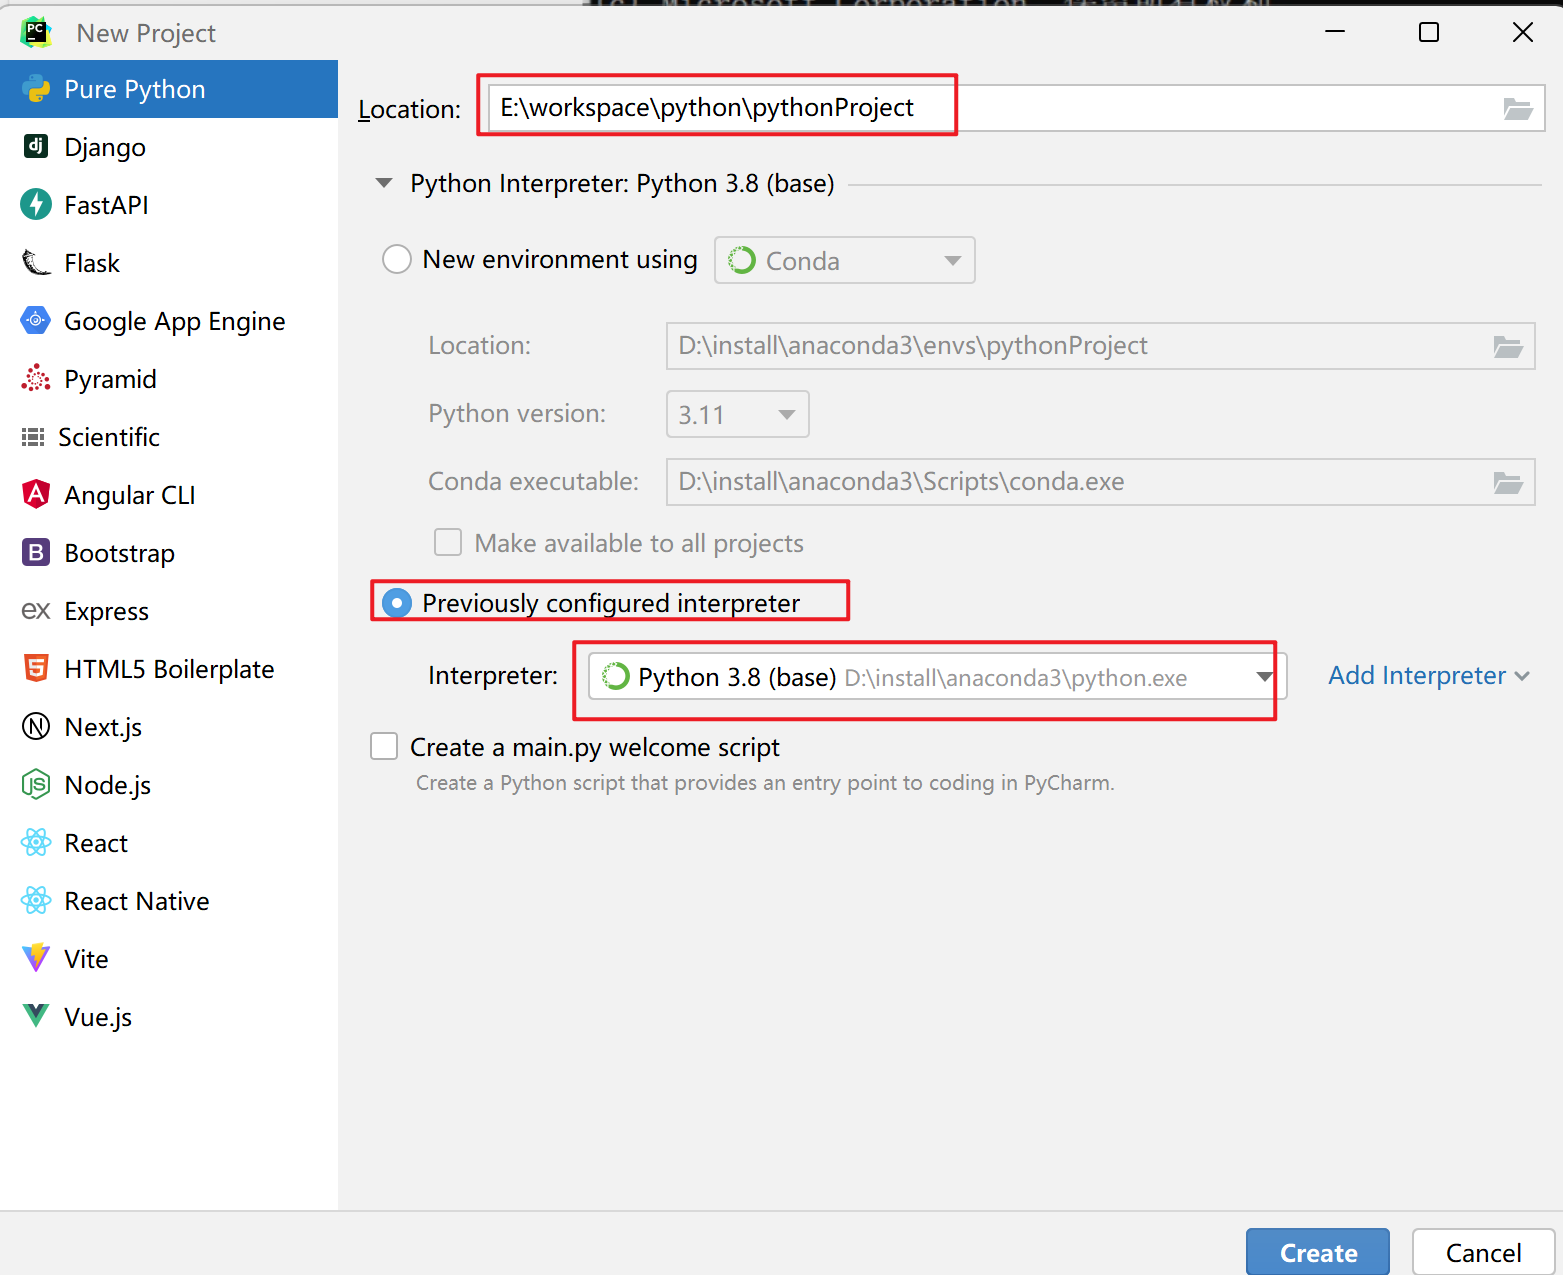 New Project
Pure Python
Django
FastAPI
Flask
Google App Engine
Pyramid
Scientific
Angular CLI
Bootstrap
ex Express
HTML5 Boilerplate
Next.js
Node.js
React
React Native
Vite
Vue.js
Location: E:\workspace\python\pythonProject
Python Interpreter: Python 3.8 (base)
New environment using Conda
Location: D:\install\anaconda3\envs\pythonProject
Python version: 3.11
Conda executable: D:\install\anaconda3\Scripts\conda.exe
Make available to all projects
Previously configured interpreter
Interpreter: Python 3.8 (base) D:\install\anaconda3\python.exe Add Interpreter
Create a main.py welcome script
Create a Python script that provides an entry point to coding in PyCharm.
Create Cancel